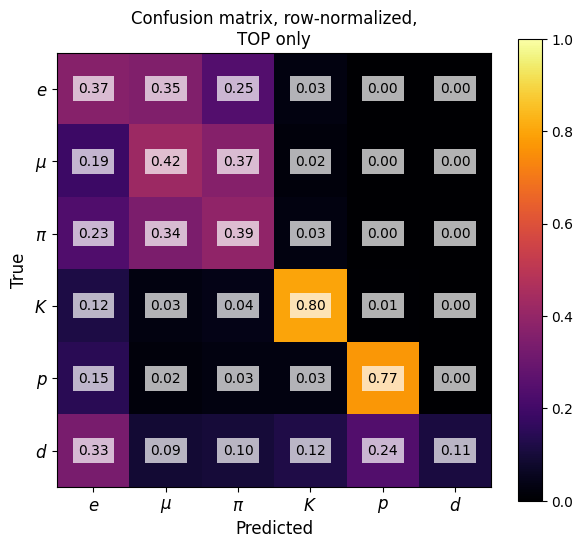 Confusion matrix, row-normalized,
TOP only
1.0
e 0.37 0.35 0.25 0.03 0.00 0.00
0.8
μ 0.19 0.42 0.37 0.02 0.00 0.00
π 0.23 0.34 0.39 0.03 0.00 0.00
0.6
True
K 0.12 0.03 0.04 0.80 0.01 0.00
0.4
p 0.15 0.02 0.03 0.03 0.77 0.00
0.2
d 0.33 0.09 0.10 0.12 0.24 0.11
0.0
e μ π K p d
Predicted